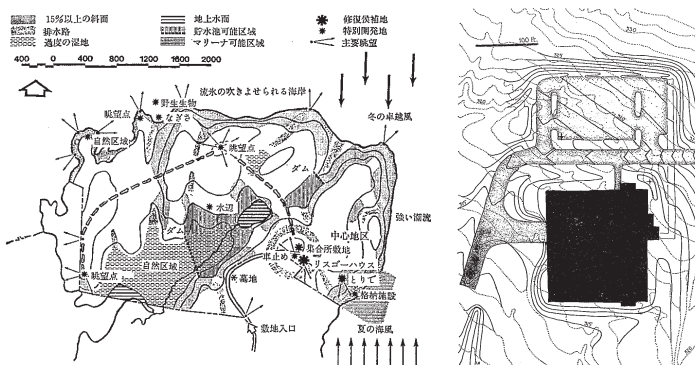 15%以上の斜面
排水路
過度の湿地
地上水面
貯水池可能区域
マリーナ可能区域
修復候補地
特別開発地
主要眺望
400 0 400 800 1200 1600 2000
流氷の吹きよせられる海岸
野生生物
なぎさ
眺望点
自然区域
眺望点
冬の卓越風
ダム
水辺
ダム
強い潮流
中心地区
集合所敷地
車止め
リスゴーハウス
自然区域
眺望点
墓地
とりで
格納施設
敷地入口
夏の海風
100 ft.
330
320